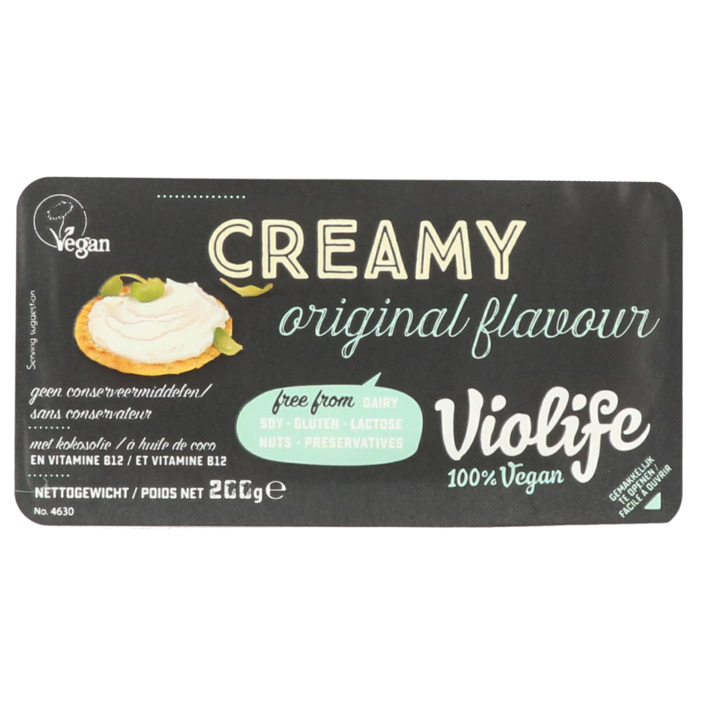 Vegan
CREAMY
original flavour
Serving suggestion
geen conserveermiddelen/
sans conservateur
met kokosolie / à huile de coco
EN VITAMINE B12 / ET VITAMINE B12
NETTOGEWICHT / POIDS NET 200g e
No. 4630
free from DAIRY
SOY · GLUTEN · LACTOSE
NUTS · PRESERVATIVES
Violife
100% Vegan
GEMAKKELIJK
TE OPENEN /
FACILE À OUVRIR